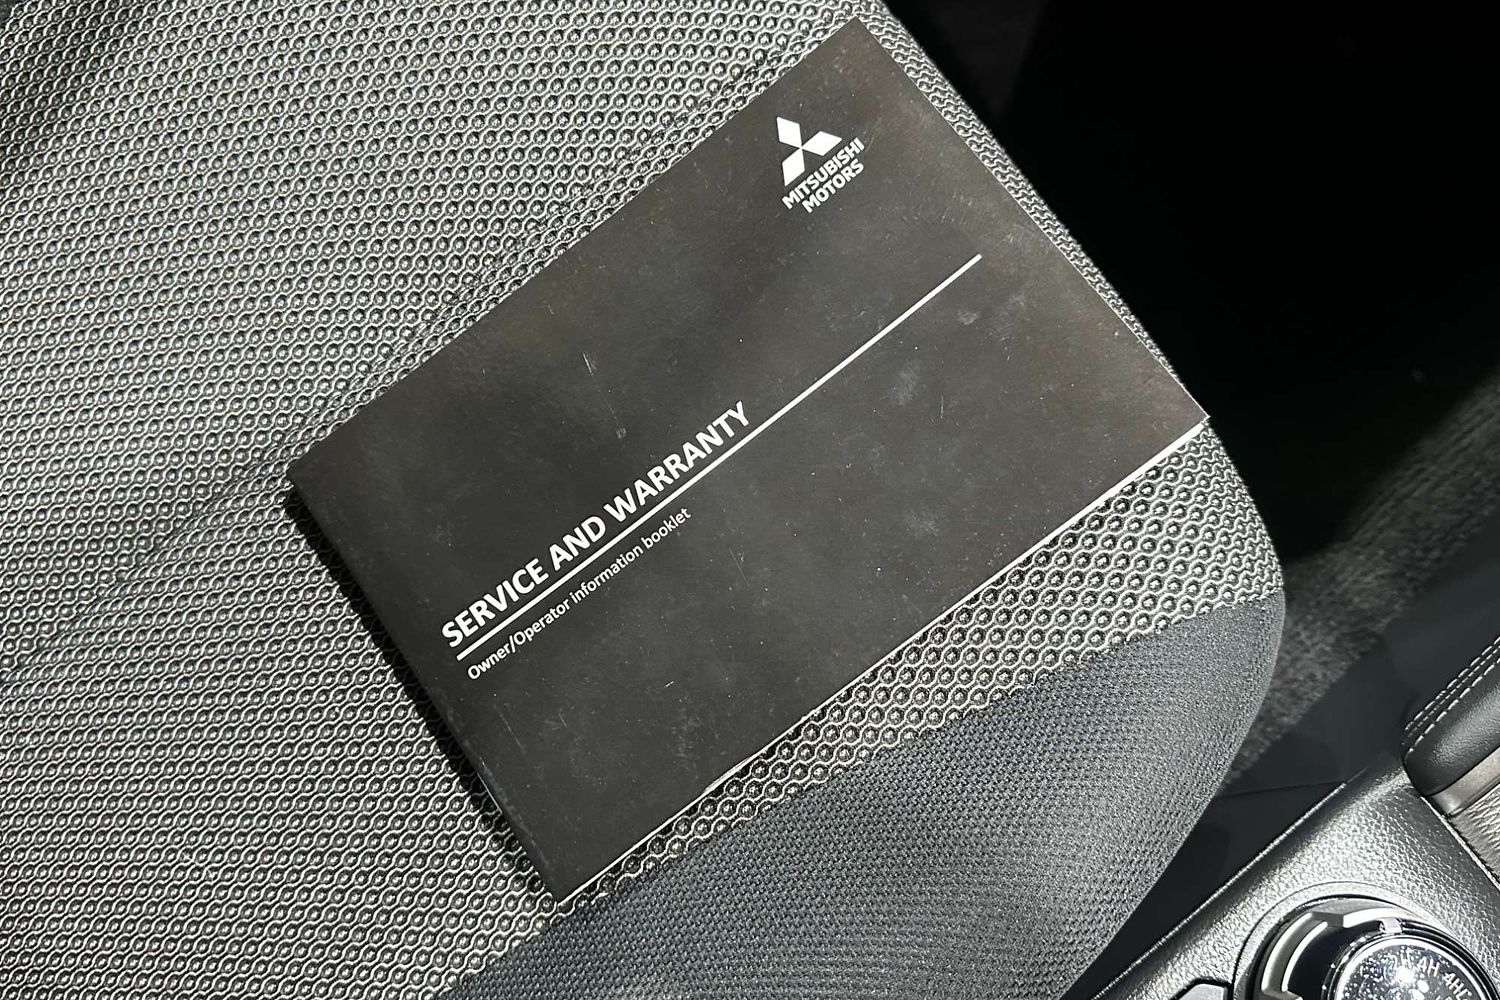 MITSUBISHI
MOTORS
SERVICE AND WARRANTY
Owner/Operator information booklet